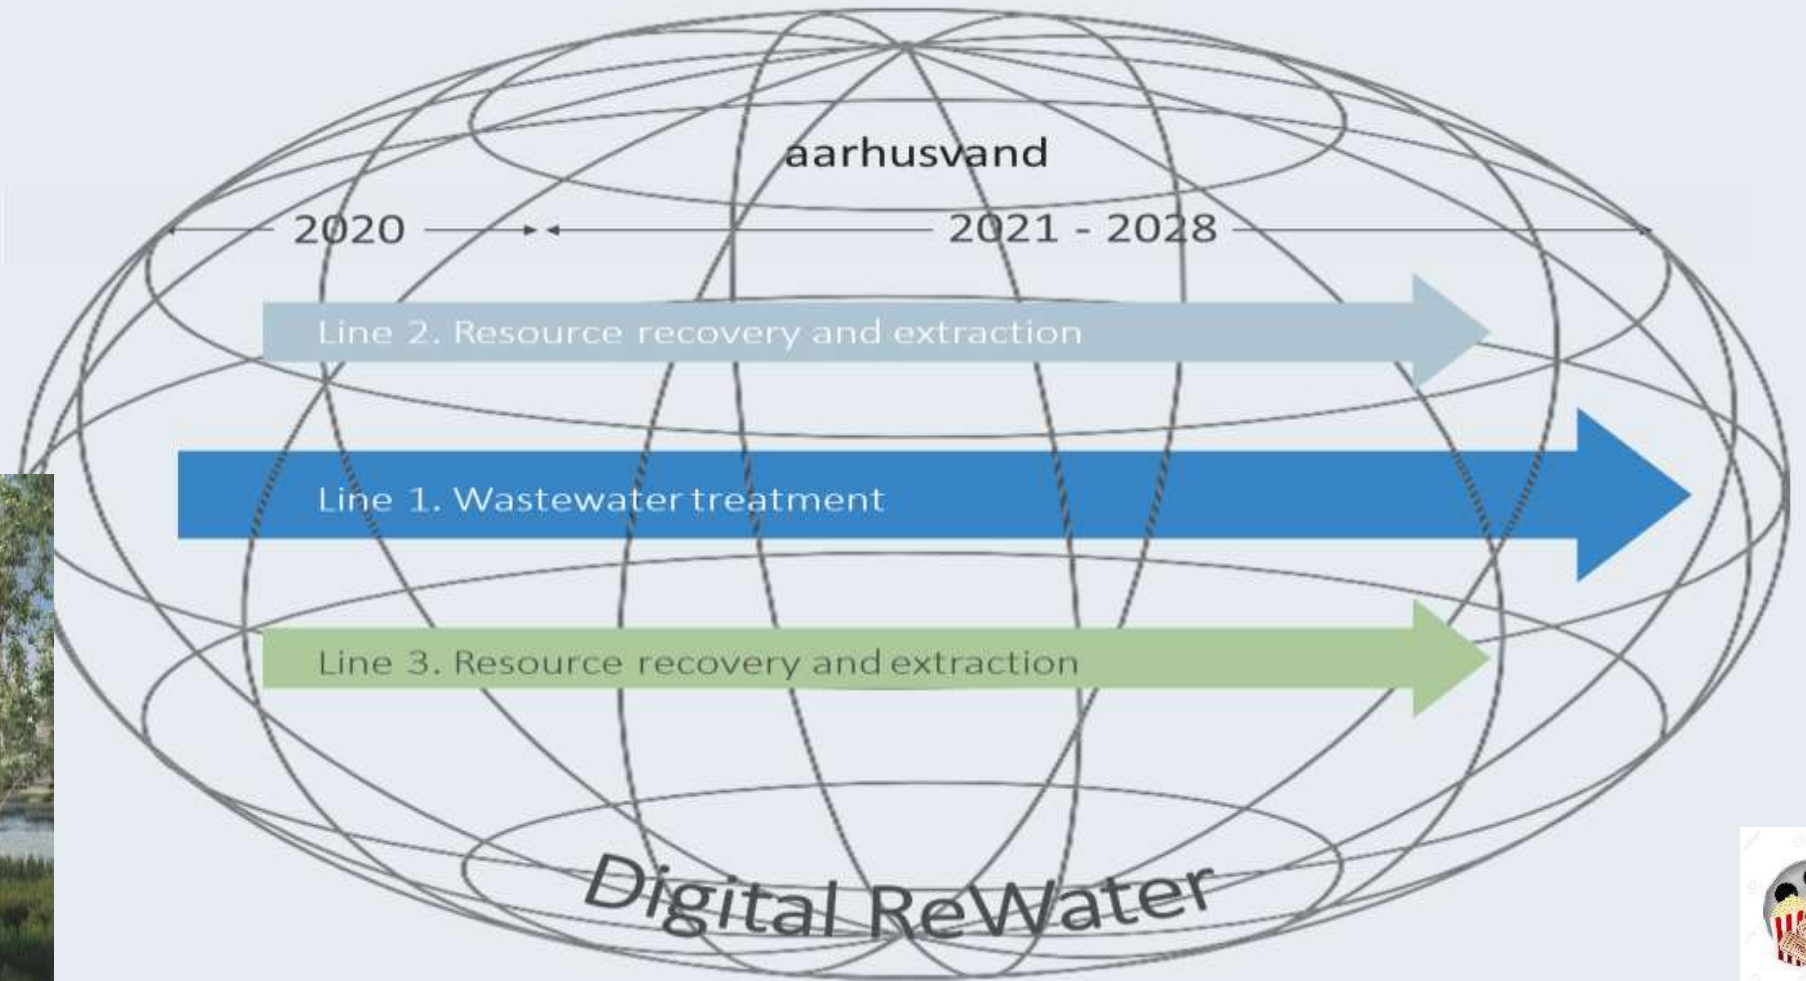 aarhusvand
2020 2021 - 2028
Line 2. Resource recovery and extraction
Line 1. Wastewater treatment
Line 3. Resource recovery and extraction
Digital ReWater